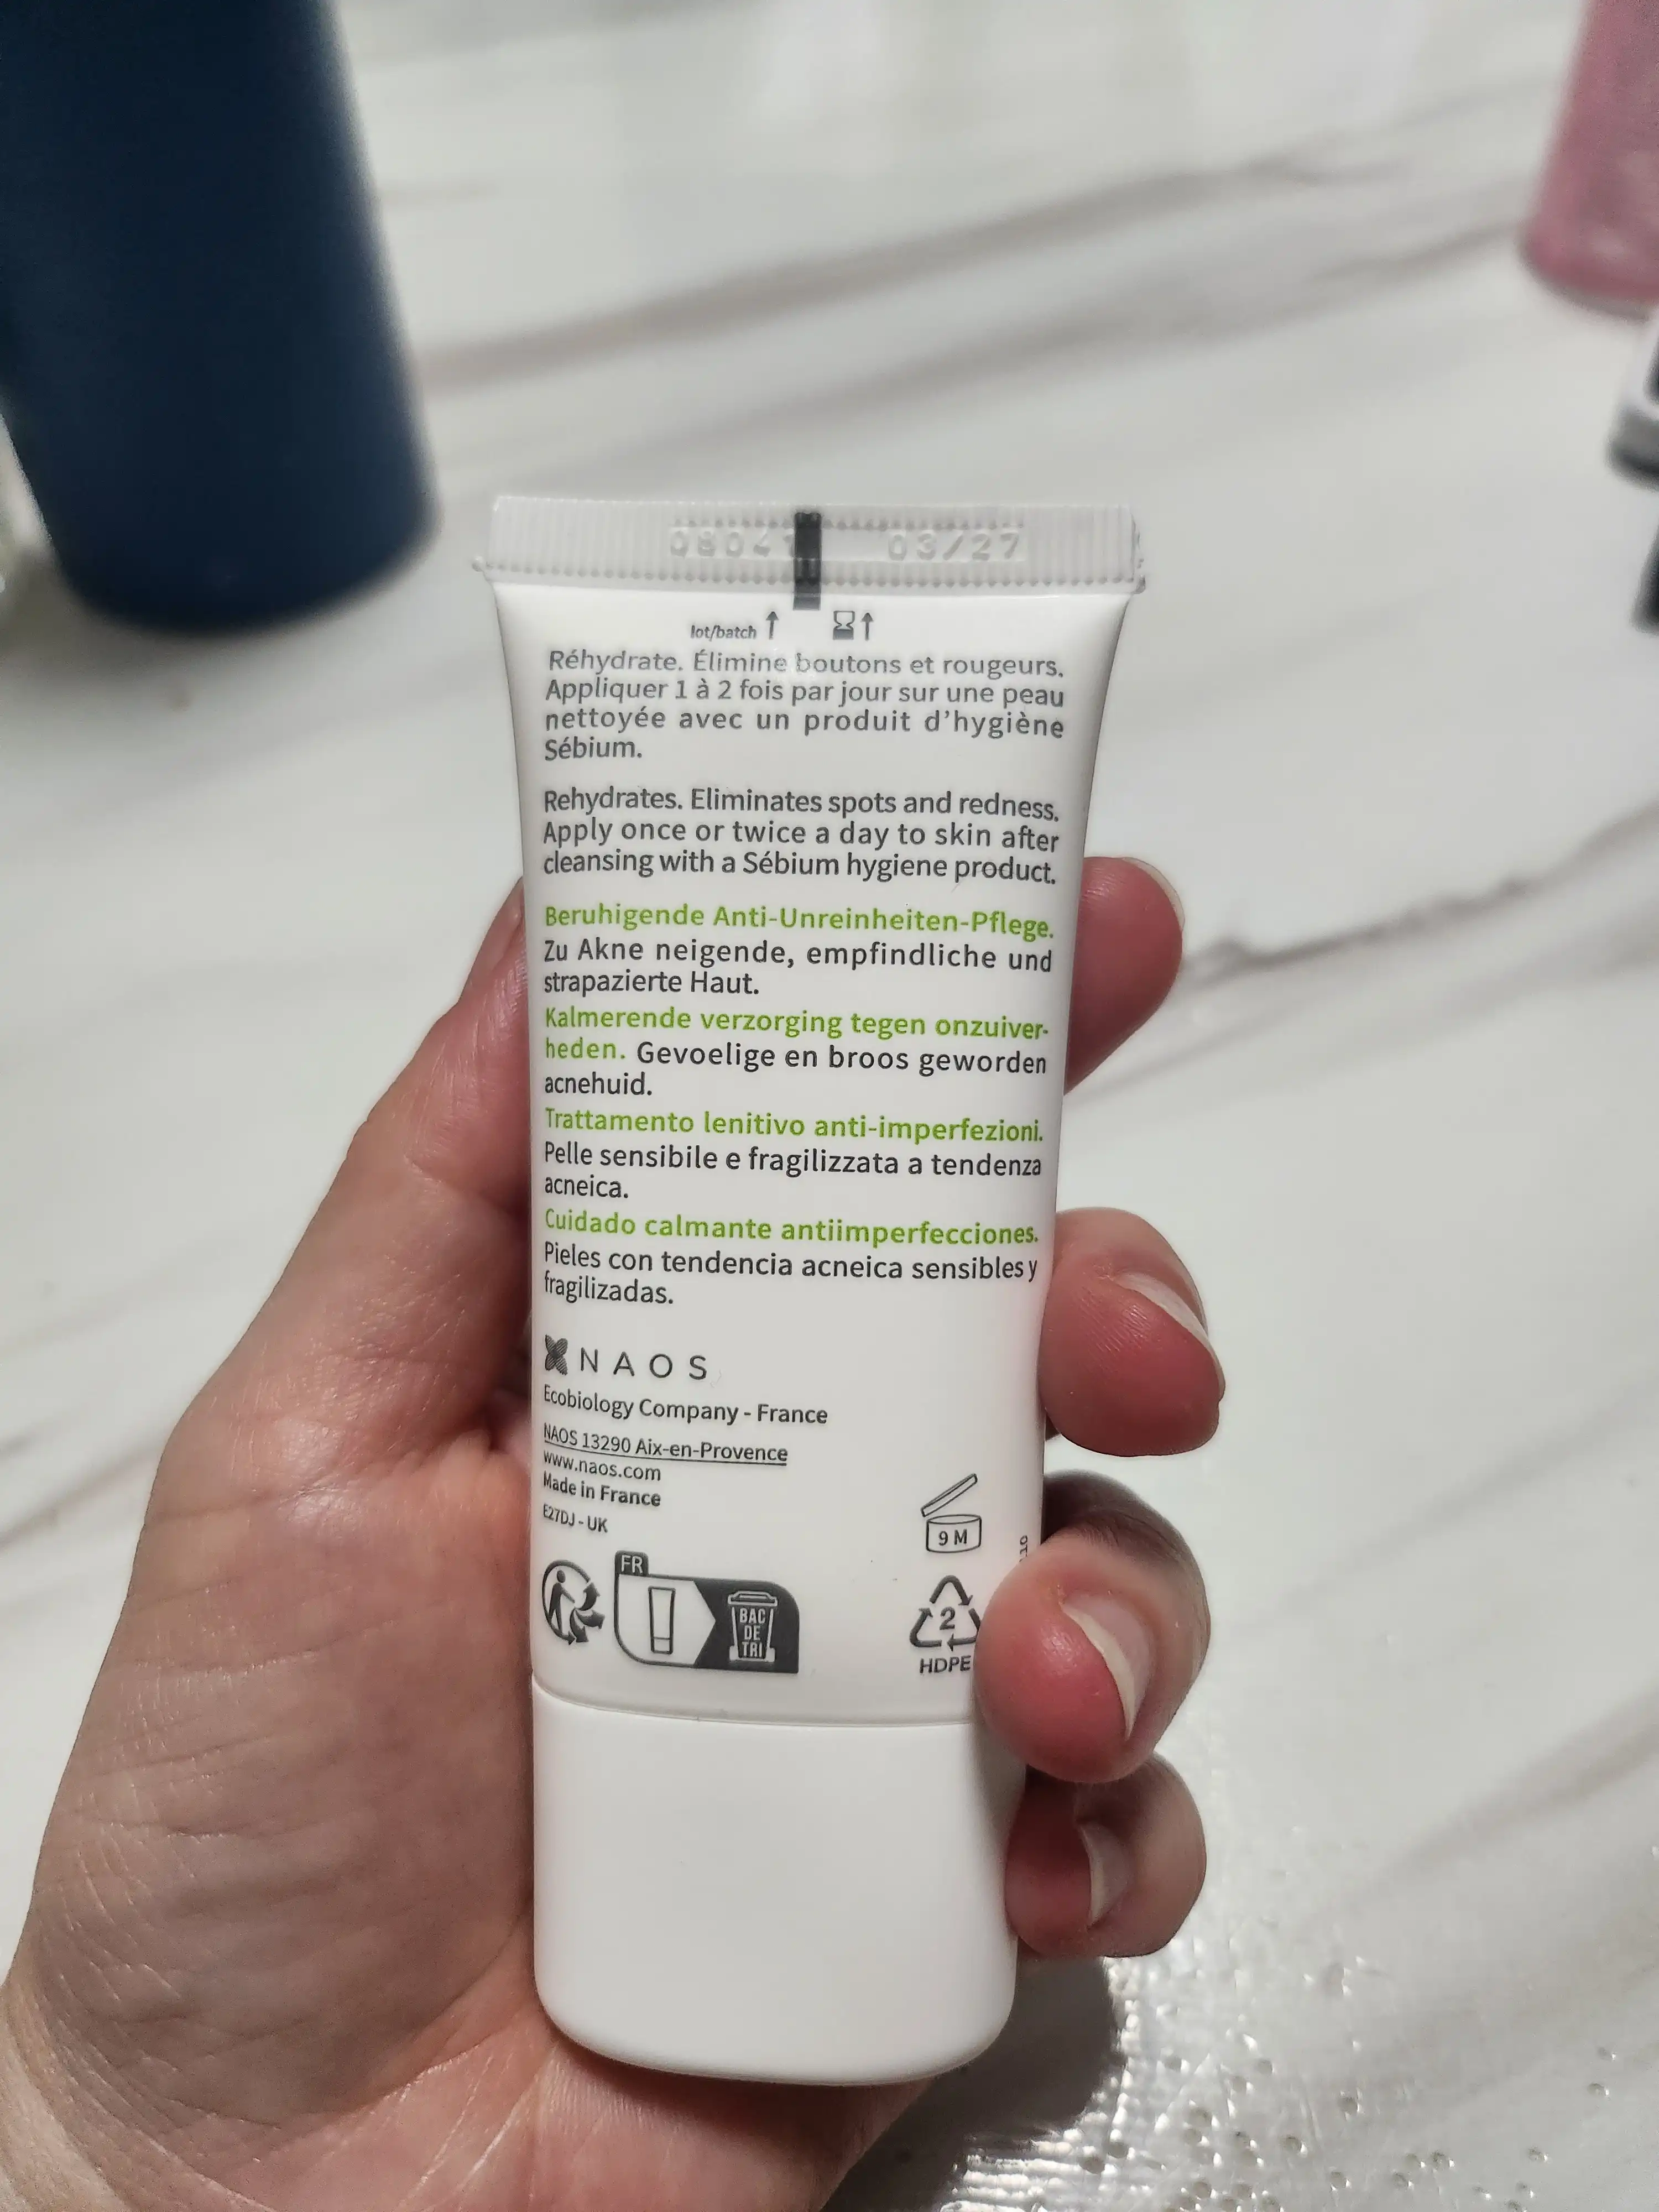 03/27
lot/batch
Réhydrate. Élimine boutons et rougeurs.
Appliquer 1 à 2 fois par jour sur une peau
nettoyée avec un produit d'hygiène
Sébium.
Rehydrates. Eliminates spots and redness.
Apply once or twice a day to skin after
cleansing with a Sébium hygiene product.
Beruhigende Anti-Unreinheiten-Pflege.
Zu Akne neigende, empfindliche und
strapazierte Haut.
Kalmerende verzorging tegen onzuiver-
heden. Gevoelige en broos geworden
acnehuid.
Trattamento lenitivo anti-imperfezioni.
Pelle sensibile e fragilizzata a tendenza
acneica.
Cuidado calmante antiimperfecciones.
Pieles con tendencia acneica sensibles y
fragilizadas.
NAOS
Ecobiology Company - France
NAOS 13290 Aix-en-Provence
www.naos.com
Made in France
E27DJ - UK
9 M
FR
BAC
DE
TRI
2
HDPE